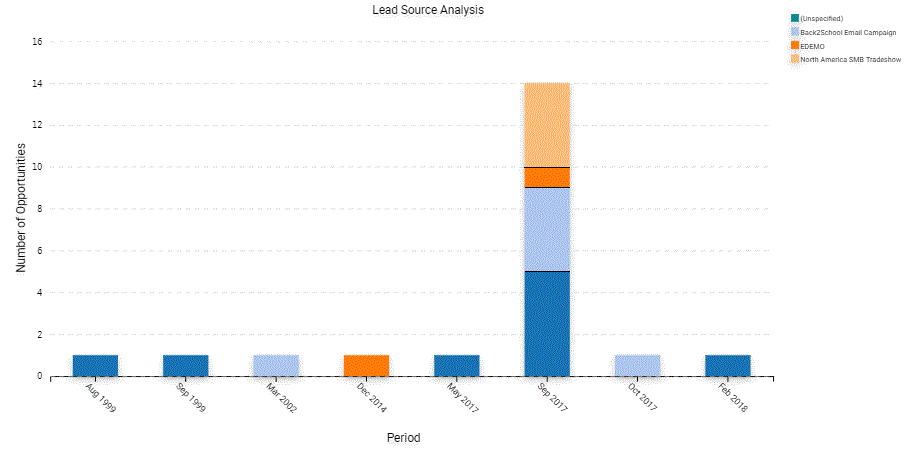 Lead Source Analysis
(Unspecified)
Back2School Email Campaign
EDEMO
North America SMB Tradeshow
Number of Opportunities
16
14
12
10
8
6
4
2
0
Aug 1999
Sep 1999
Mar 2002
Dec 2014
May 2017
Sep 2017
Oct 2017
Feb 2018
Period